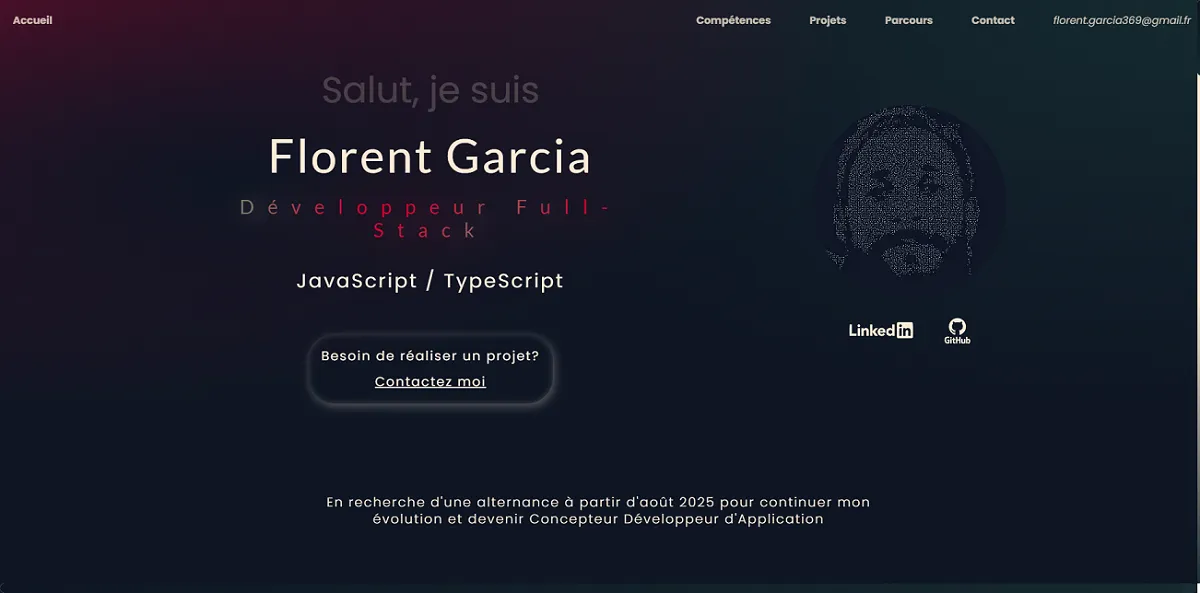 Accueil
Compétences
Projets
Parcours
Contact
florent.garcia369@gmail.fr
Salut, je suis
Florent Garcia
Développeur Full-
Stack
JavaScript / TypeScript
Besoin de réaliser un projet?
Contactez moi
LinkedIn
GitHub
En recherche d'une alternance à partir d'août 2025 pour continuer mon
évolution et devenir Concepteur Développeur d'Application